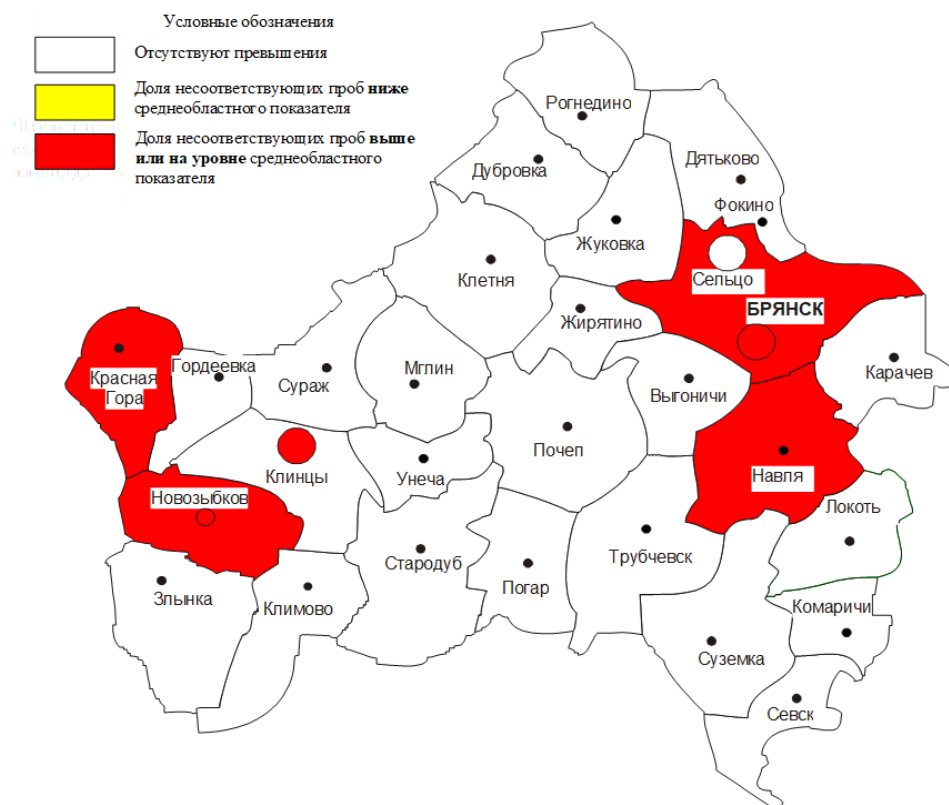 Условные обозначения
Отсутствуют превышения
Доля несоответствующих проб ниже
среднеобластного показателя
Доля несоответствующих проб выше
или на уровне среднеобластного
показателя
Рогнедино
Дубровка
Дятьково
Фокино
Жуковка
Клетня
Сельцо
БРЯНСК
Жирятино
Красная
Гора
Гордеевка
Сураж
Мглин
Выгоничи
Карачев
Почеп
Клинцы
Унеча
Навля
Новозыбков
Локоть
Стародуб
Погар
Трубчевск
Злынка
Климово
Комаричи
Суземка
Севск